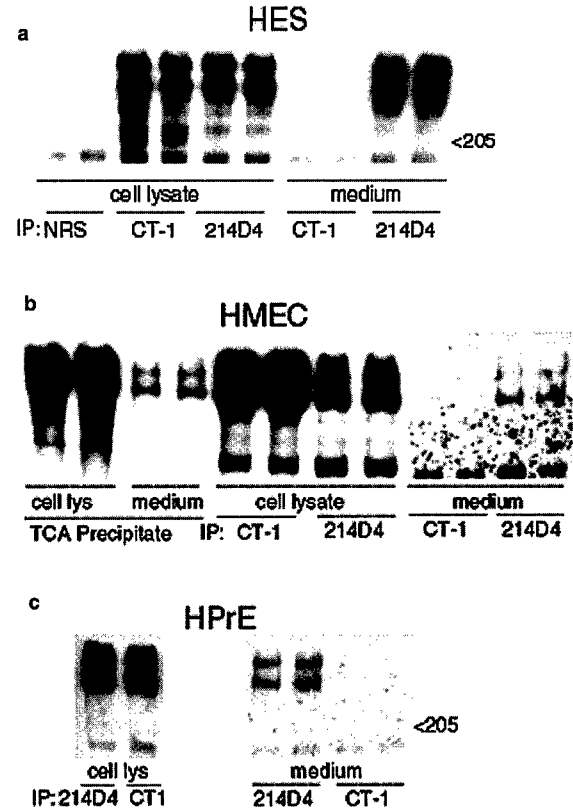 HES
a
<205
cell lysate medium
IP: NRS CT-1 214D4 CT-1 214D4
b
HMEC
cell lys medium cell lysate medium
TCA Precipitate IP: CT-1 214D4 CT-1 214D4
c
HPrE
<205
cell lys medium
IP: 214D4 CT1 214D4 CT-1